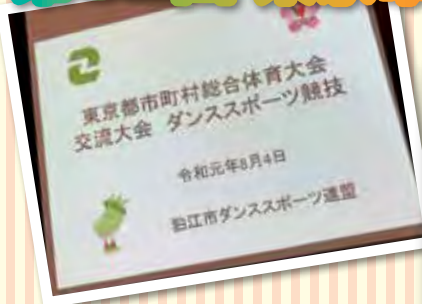 東京都市町村総合体育大会
交流大会 ダンススポーツ競技
令和元年8月4日
狛江市ダンススポーツ連盟